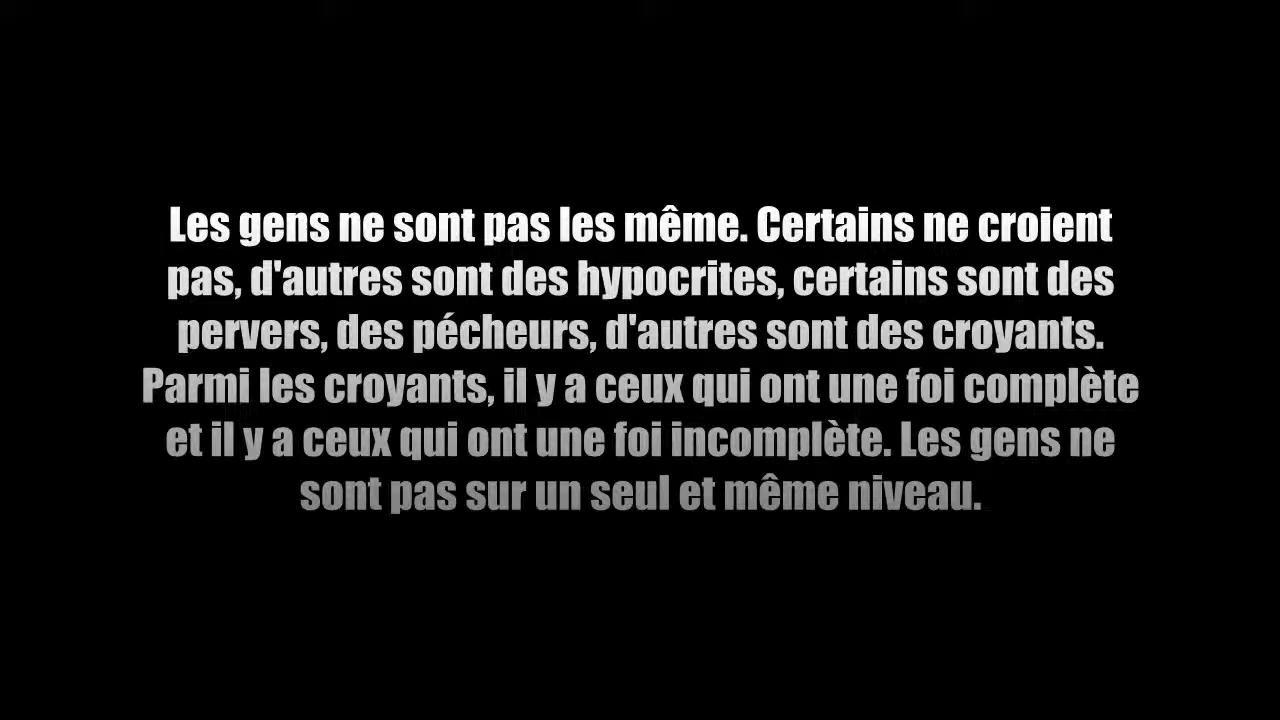 Les gens ne sont pas les même. Certains ne croient
pas, d'autres sont des hypocrites, certains sont des
pervers, des pécheurs, d'autres sont des croyants.
Parmi les croyants, il y a ceux qui ont une foi complète
et il y a ceux qui ont une foi incomplète. Les gens ne
sont pas sur un seul et même niveau.